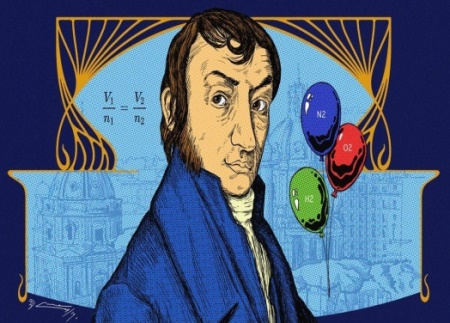 V₁/n₁ = V₂/n₂
N2
O2
H2